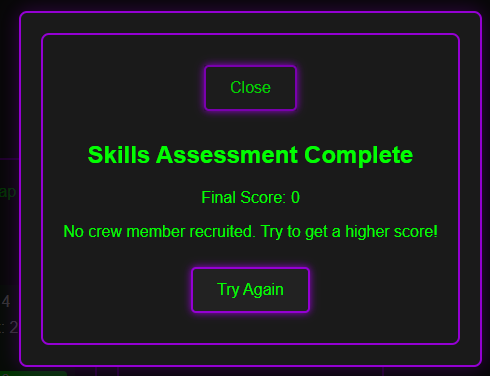 Close
Skills Assessment Complete
Final Score: 0
No crew member recruited. Try to get a higher score!
Try Again
ap
4
: 2